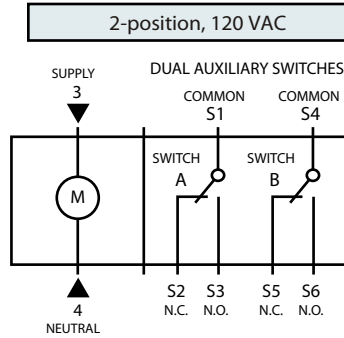 2-position, 120 VAC
SUPPLY
3
DUAL AUXILIARY SWITCHES
COMMON
S1
COMMON
S4
M
SWITCH
A
SWITCH
B
4
NEUTRAL
S2
N.C.
S3
N.O.
S5
N.C.
S6
N.O.